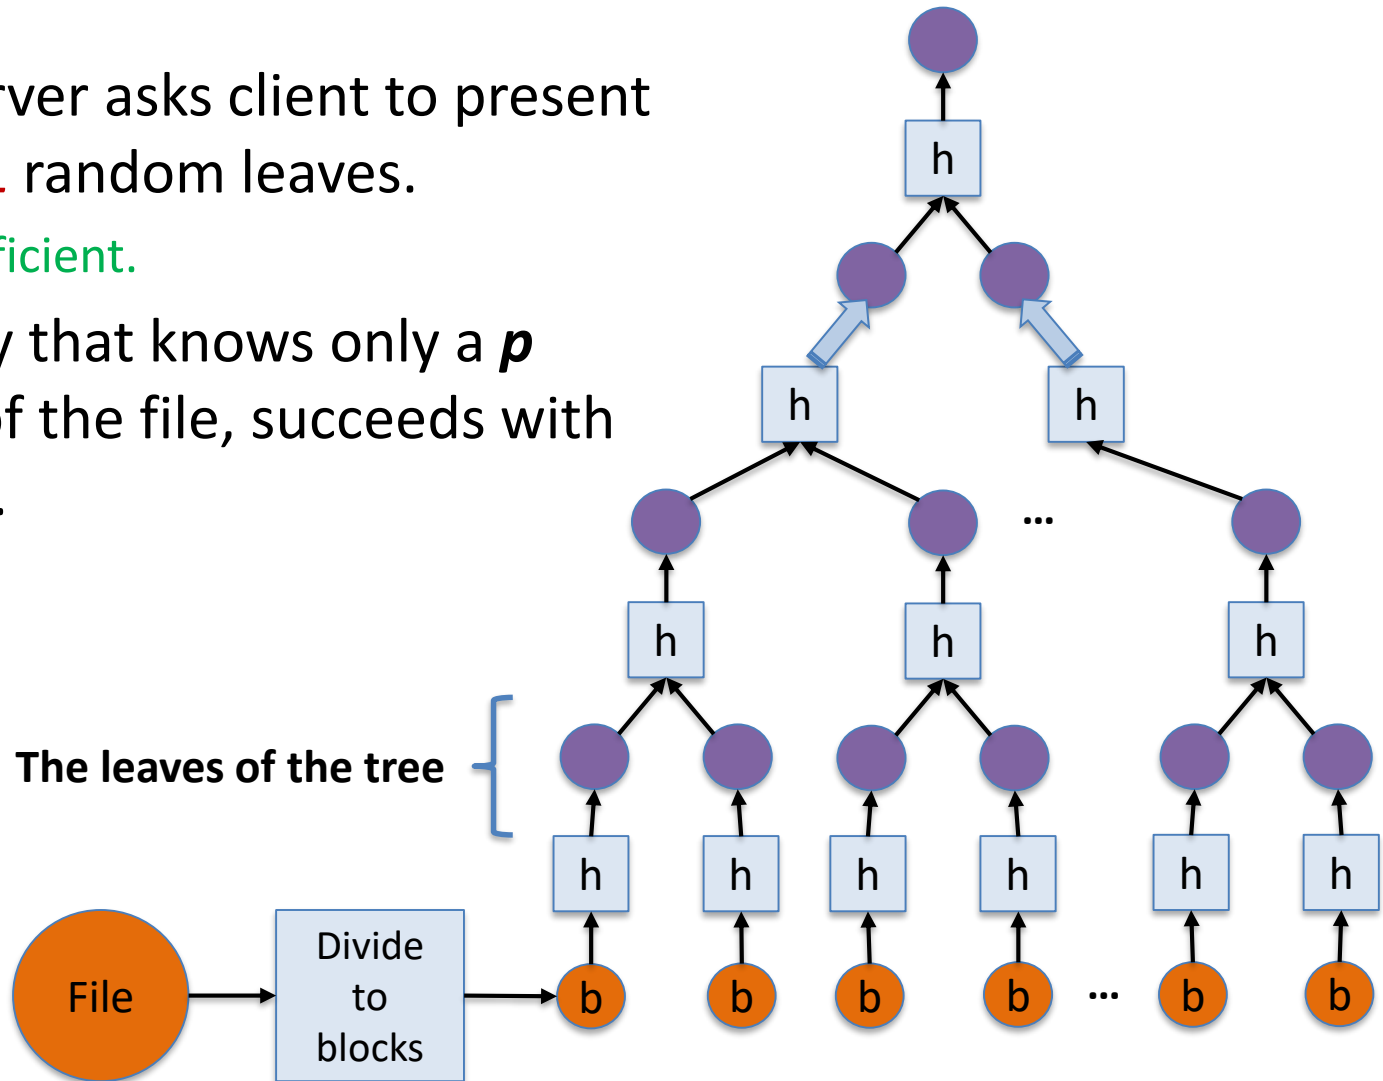 rver asks client to present
random leaves.
ficient.
y that knows only a p
of the file, succeeds with
.
h
h
h
...
h
h
h
The leaves of the tree
h
h
h
h
h
h
File
Divide
to
blocks
b
b
b
b
...
b
b